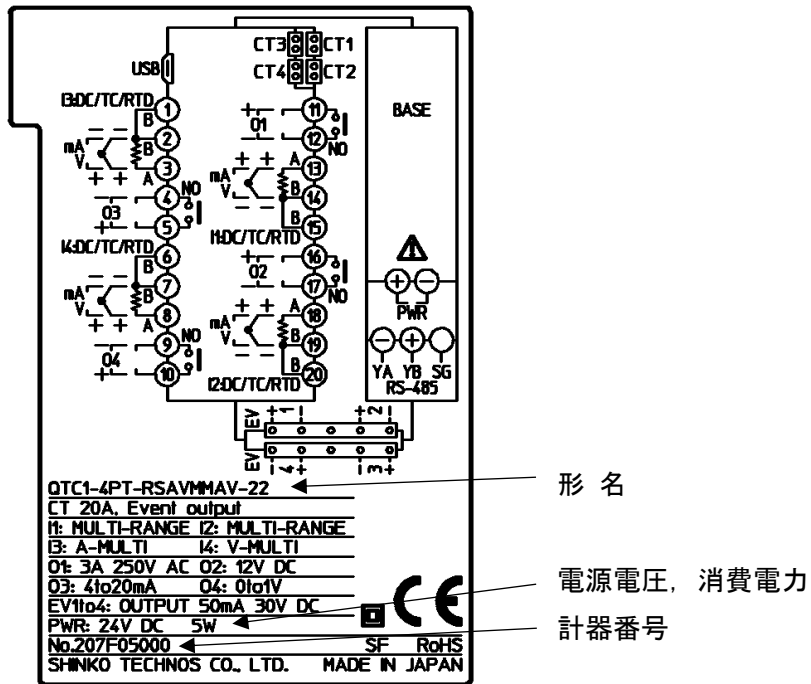 CT3 CT1
USB CT4 CT2
I3:DC/TC/RTD
BASE
1 B 11
+ - O1
2 - - 12
mA B NO
V + + A 13
3 + + A
mA
4 NO V B 14
O3 - -
5 + B 15
I4:DC/TC/RTD I1:DC/TC/RTD
6 B + - 16
O2
7 - - 17
mA B NO
V + + A 18
8 + + A
mA
9 NO V B 19
O4 - -
10 + B 20
I2:DC/TC/RTD
+ -
PWR
- +
YA YB SG
RS-485
EV + 1 - + 2 -
EV - 4 + - 3 +
QTC1-4PT-RSAVMMAV-22 形 名
CT 20A, Event output
I1: MULTI-RANGE I2: MULTI-RANGE
I3: A-MULTI I4: V-MULTI
O1: 3A 250V AC O2: 12V DC
O3: 4to20mA O4: 0to1V
EV1to4: OUTPUT 50mA 30V DC
PWR: 24V DC 5W 電源電圧, 消費電力
CE
No.207F05000 SF RoHS 計器番号
SHINKO TECHNOS CO., LTD. MADE IN JAPAN